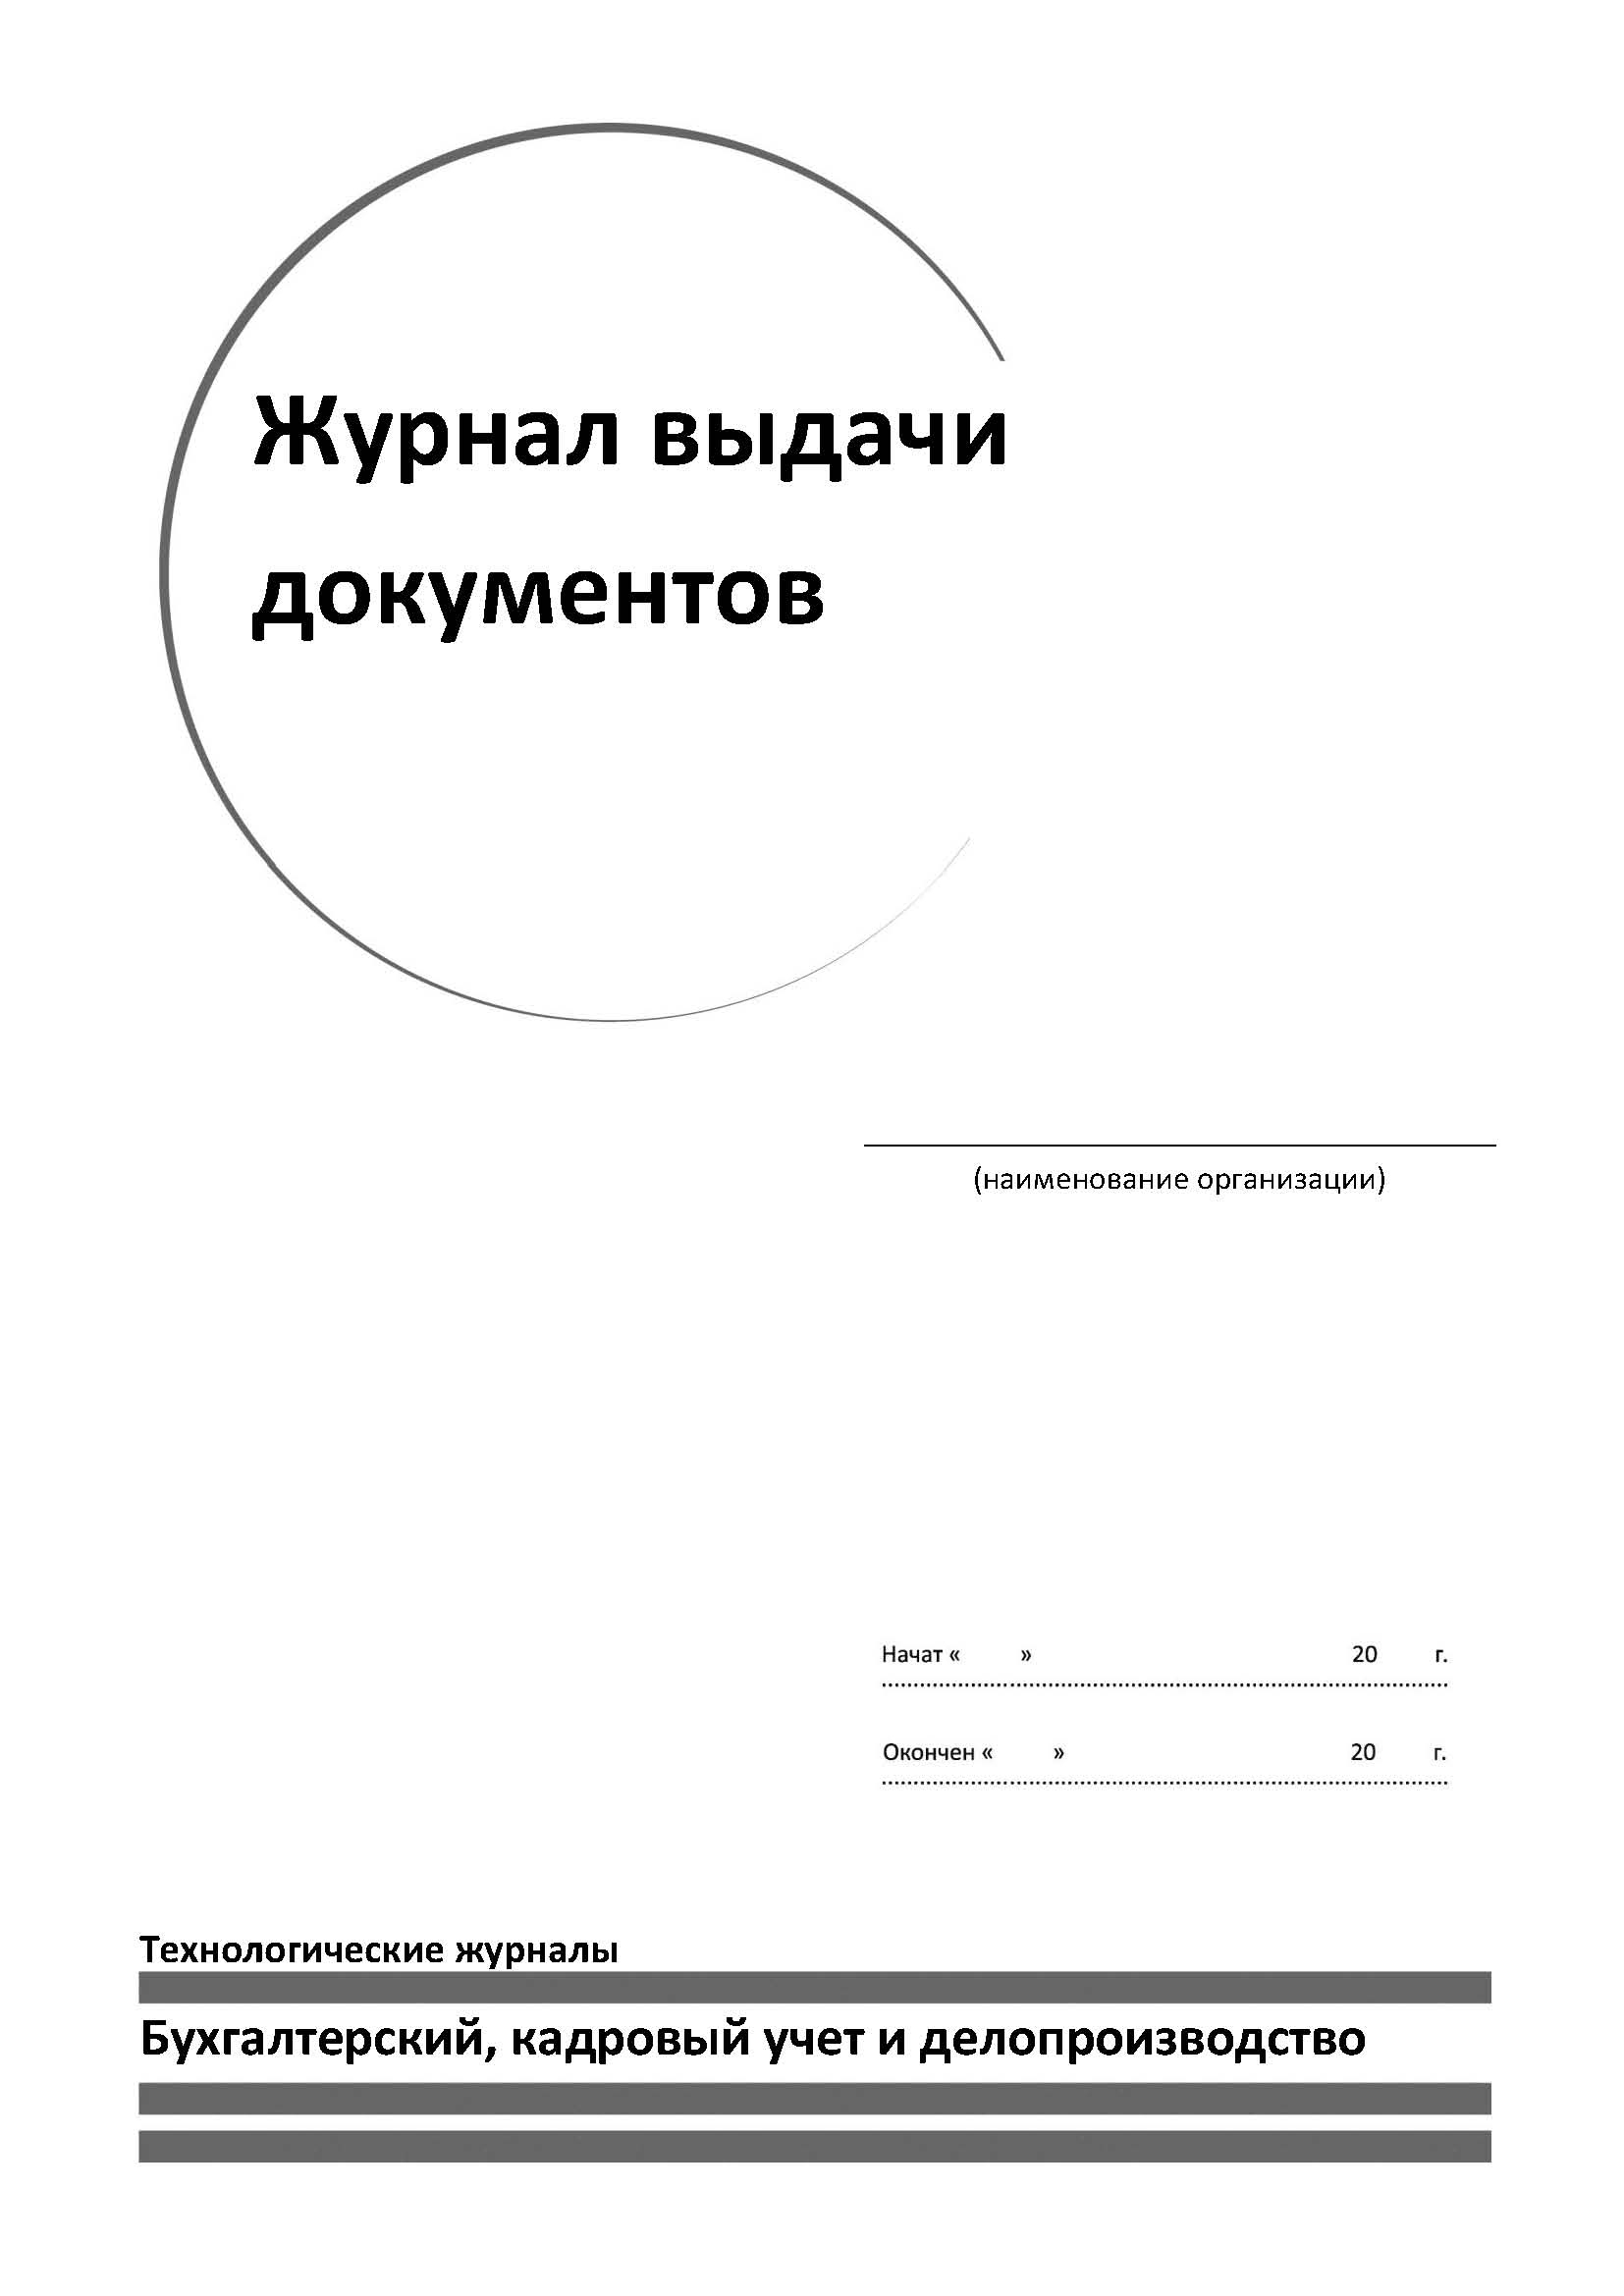 Журнал выдачи
документов
(наименование организации)
Начат « » 20 г.
Окончен « » 20 г.
Технологические журналы
Бухгалтерский, кадровый учет и делопроизводство